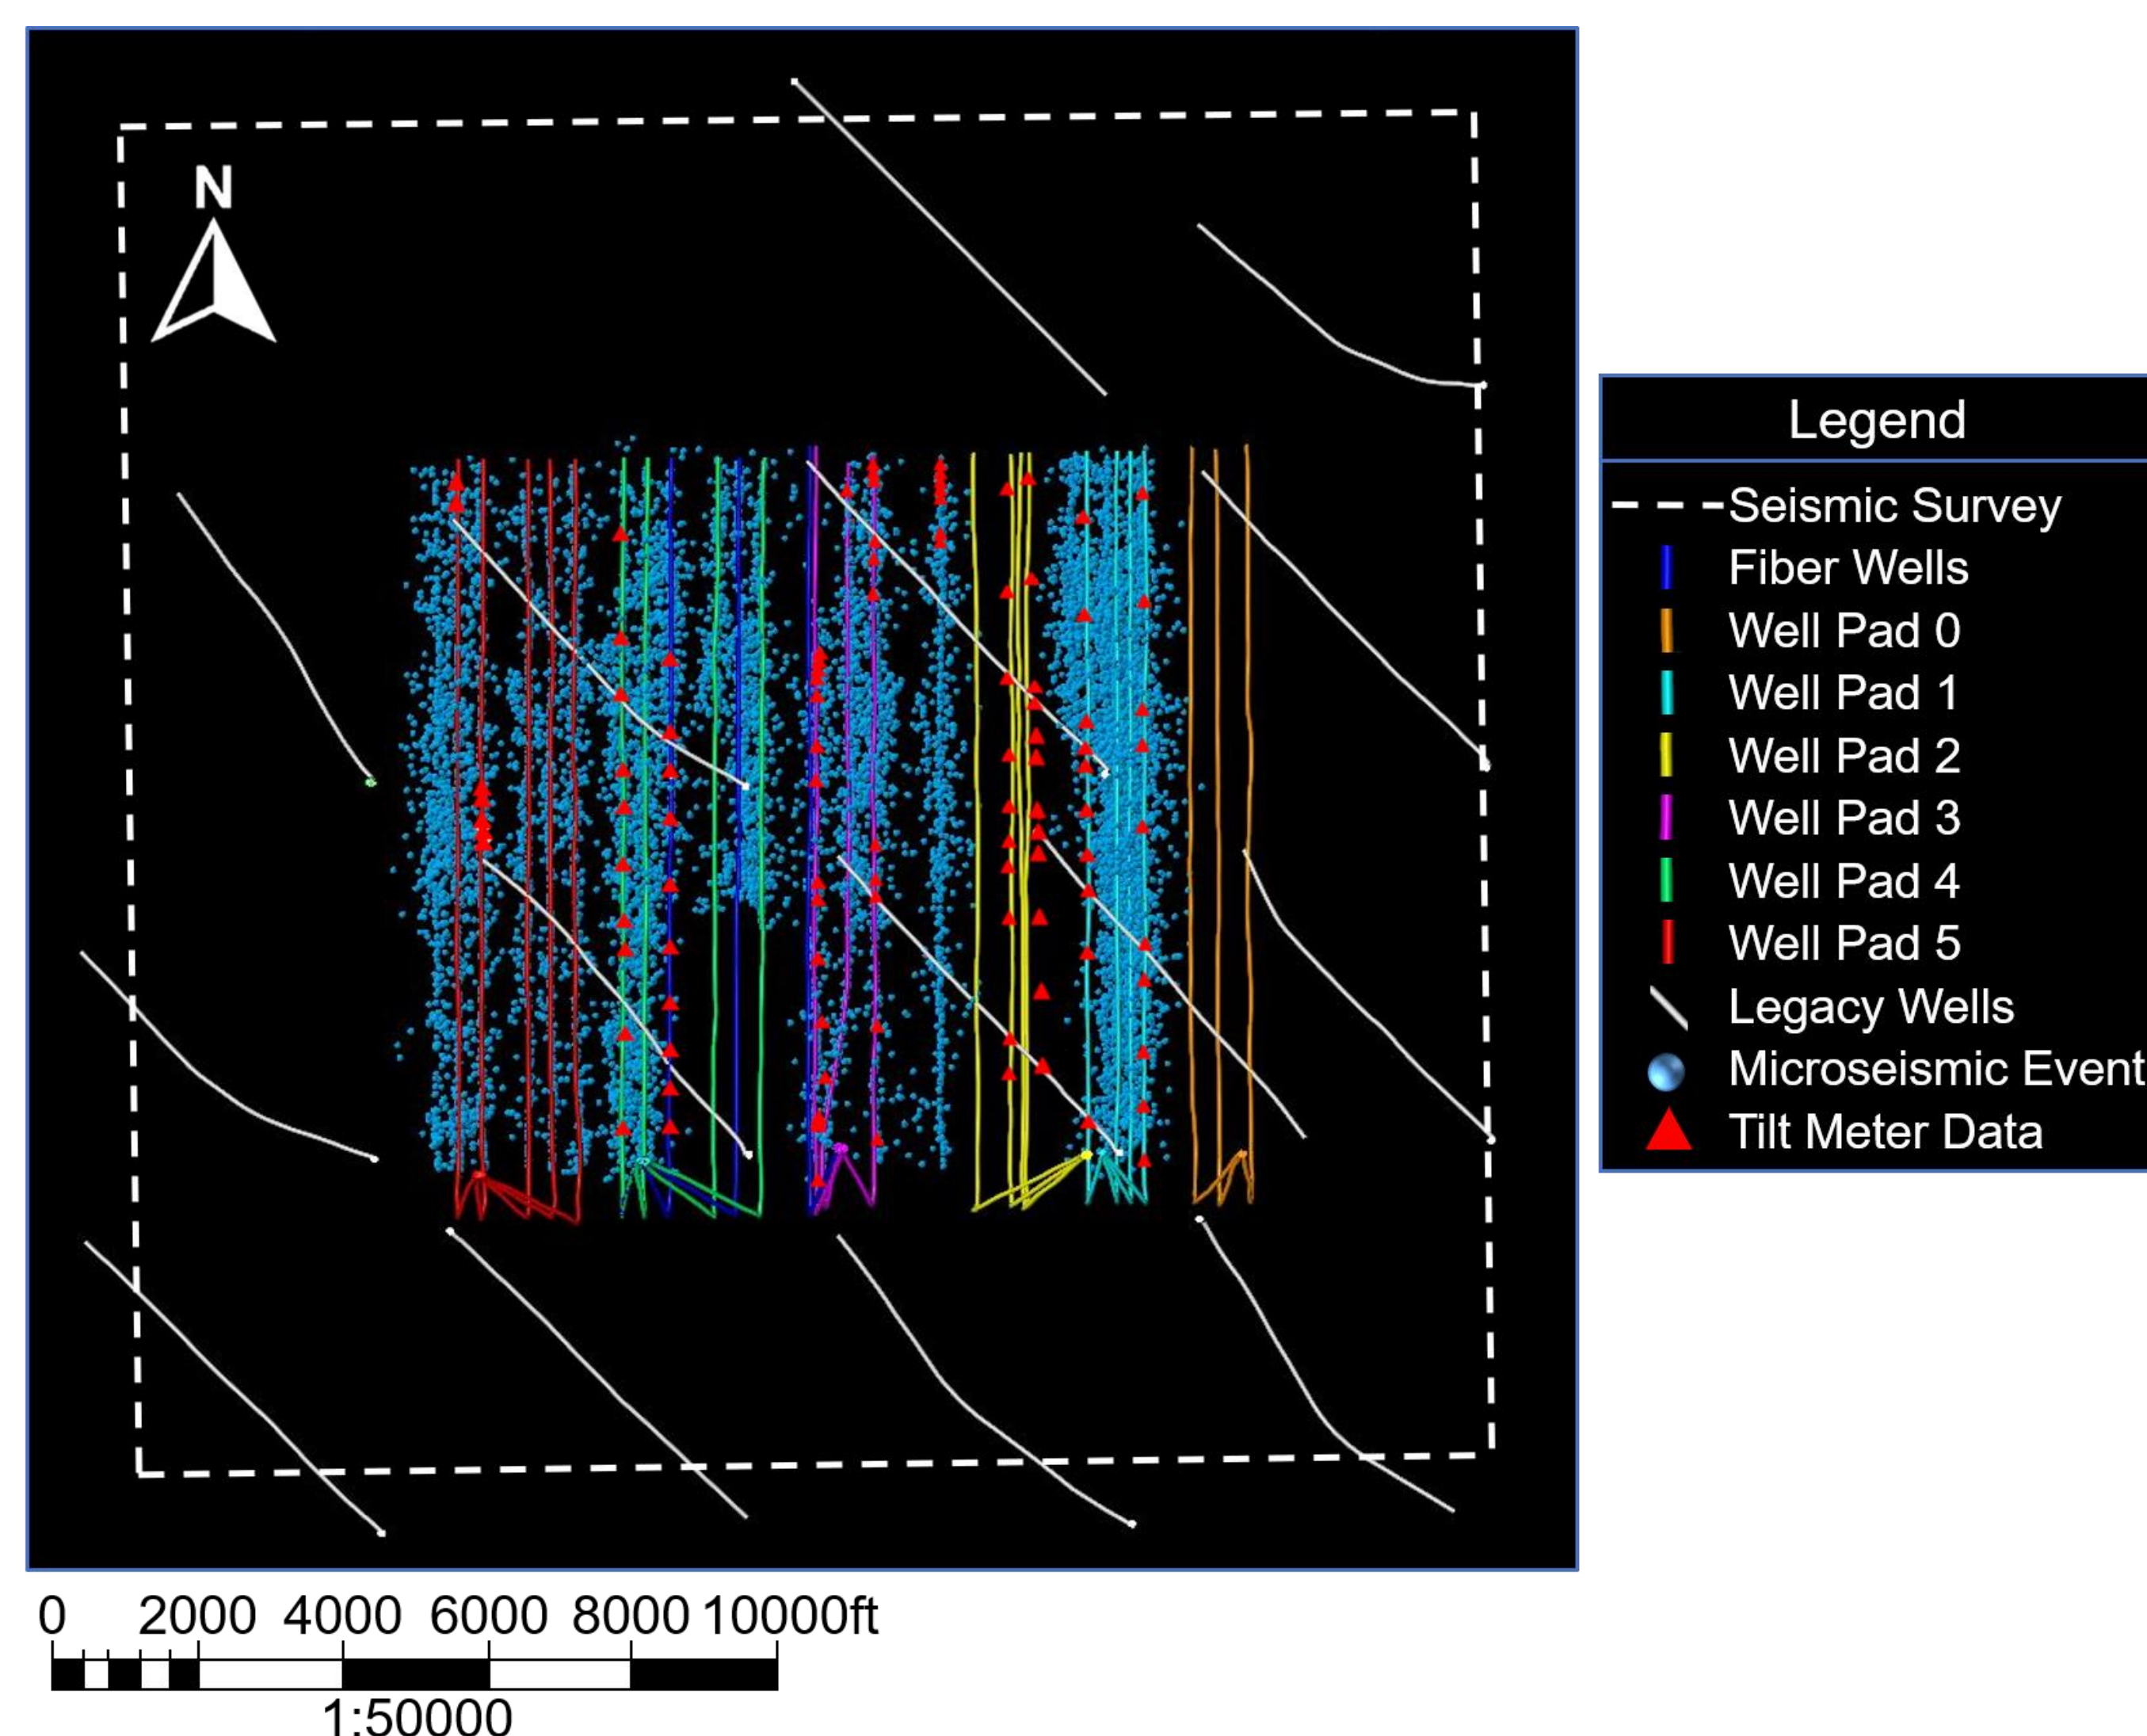 N
Legend
Seismic Survey
Fiber Wells
Well Pad 0
Well Pad 1
Well Pad 2
Well Pad 3
Well Pad 4
Well Pad 5
Legacy Wells
Microseismic Event
Tilt Meter Data
0 2000 4000 6000 8000 10000ft
1:50000